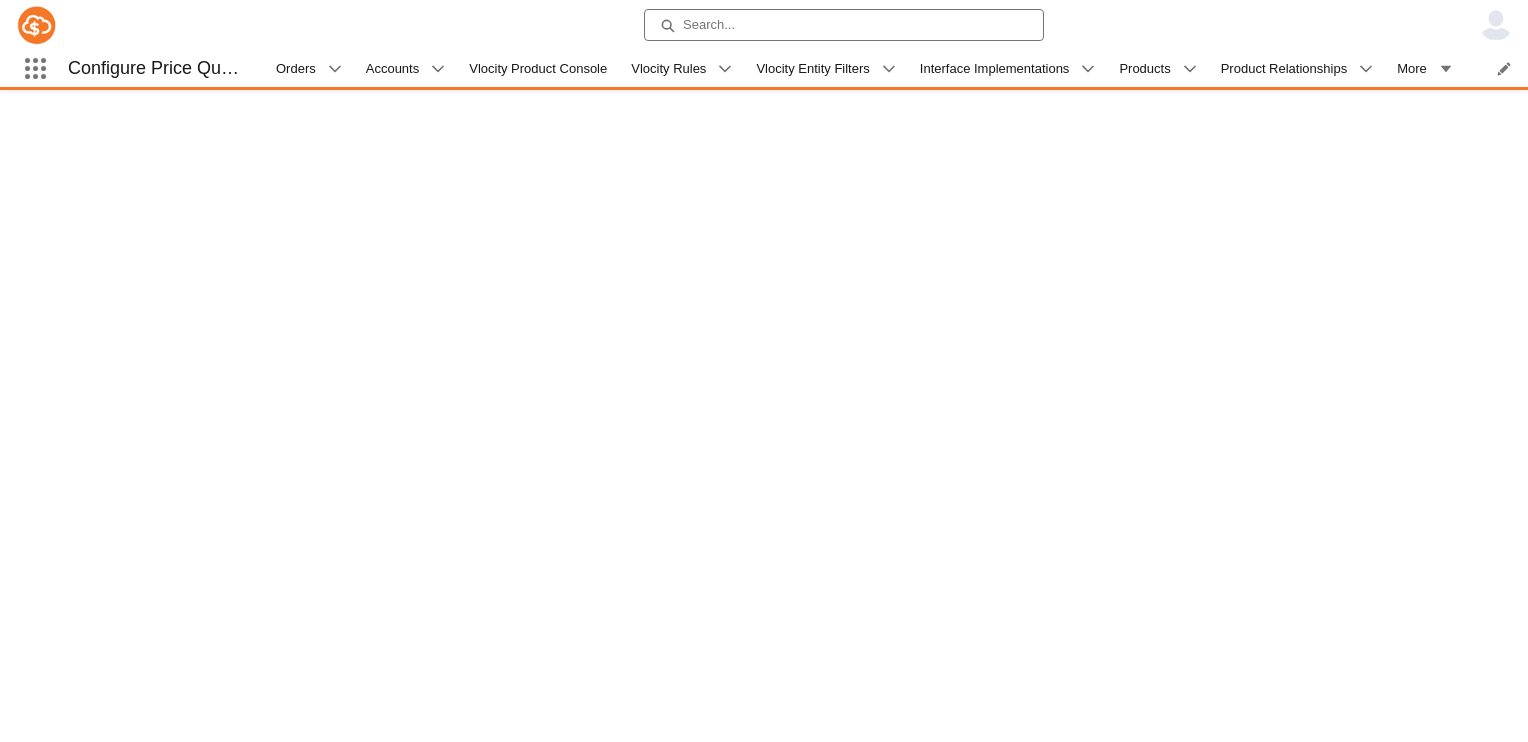 Search...
Configure Price Qu… Orders Accounts Vlocity Product Console Vlocity Rules Vlocity Entity Filters Interface Implementations Products Product Relationships More